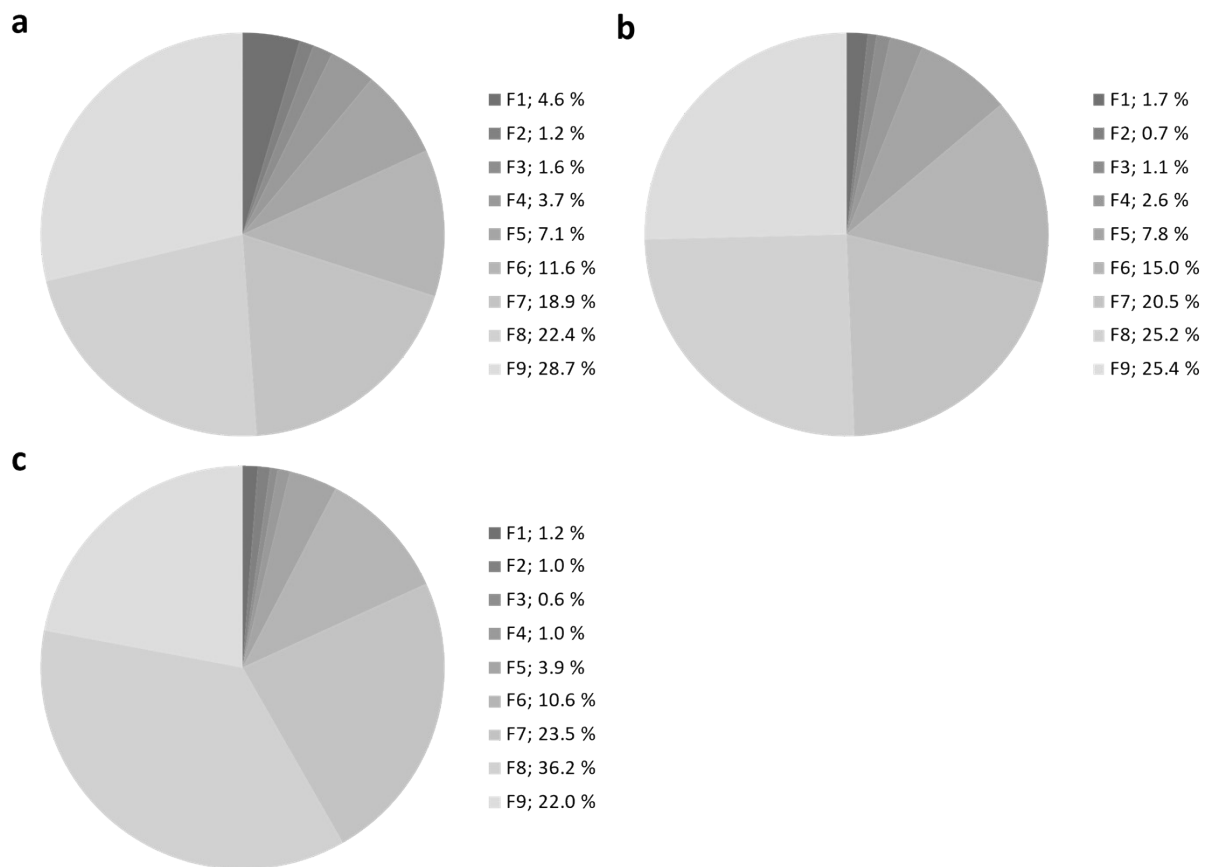 a
F1; 4.6 %
F2; 1.2 %
F3; 1.6 %
F4; 3.7 %
F5; 7.1 %
F6; 11.6 %
F7; 18.9 %
F8; 22.4 %
F9; 28.7 %
b
F1; 1.7 %
F2; 0.7 %
F3; 1.1 %
F4; 2.6 %
F5; 7.8 %
F6; 15.0 %
F7; 20.5 %
F8; 25.2 %
F9; 25.4 %
c
F1; 1.2 %
F2; 1.0 %
F3; 0.6 %
F4; 1.0 %
F5; 3.9 %
F6; 10.6 %
F7; 23.5 %
F8; 36.2 %
F9; 22.0 %